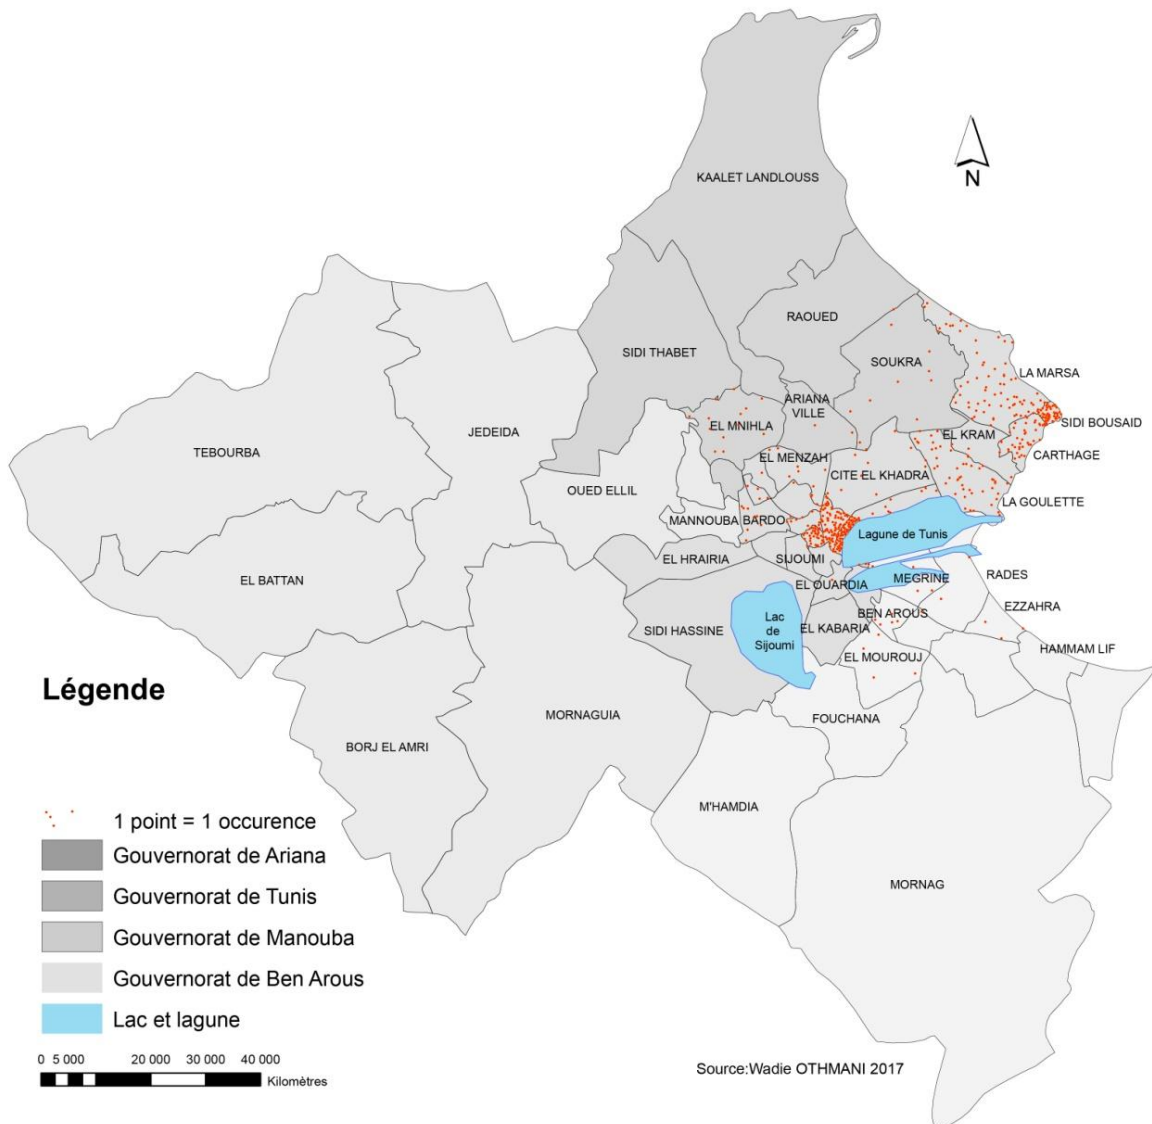 KAALET LANDLOUSS
N
RAOUED
SIDI THABET
SOUKRA
LA MARSA
ARIANA
VILLE
EL MNIHLA
EL KRAM
SIDI BOUSAID
TEBOURBA
JEDEIDA
CARTHAGE
EL MENZAH
CITE EL KHADRA
OUED ELLIL
LA GOULETTE
MANNOUBA
BARDO
Lagune de Tunis
EL HRAIRIA
SIJOUMI
EL BATTAN
EL OUARDIA
MEGRINE
RADES
EZZAHRA
BEN AROUS
Lac
de
Sijoumi
SIDI HASSINE
EL KABARIA
HAMMAM LIF
EL MOUROUJ
Légende
MORNAGUIA
FOUCHANA
BORJ EL AMRI
M'HAMDIA
MORNAG
1 point = 1 occurence
Gouvernorat de Ariana
Gouvernorat de Tunis
Gouvernorat de Manouba
Gouvernorat de Ben Arous
Lac et lagune
0 5 000 20 000 30 000 40 000
Kilomètres
Source:Wadie OTHMANI 2017